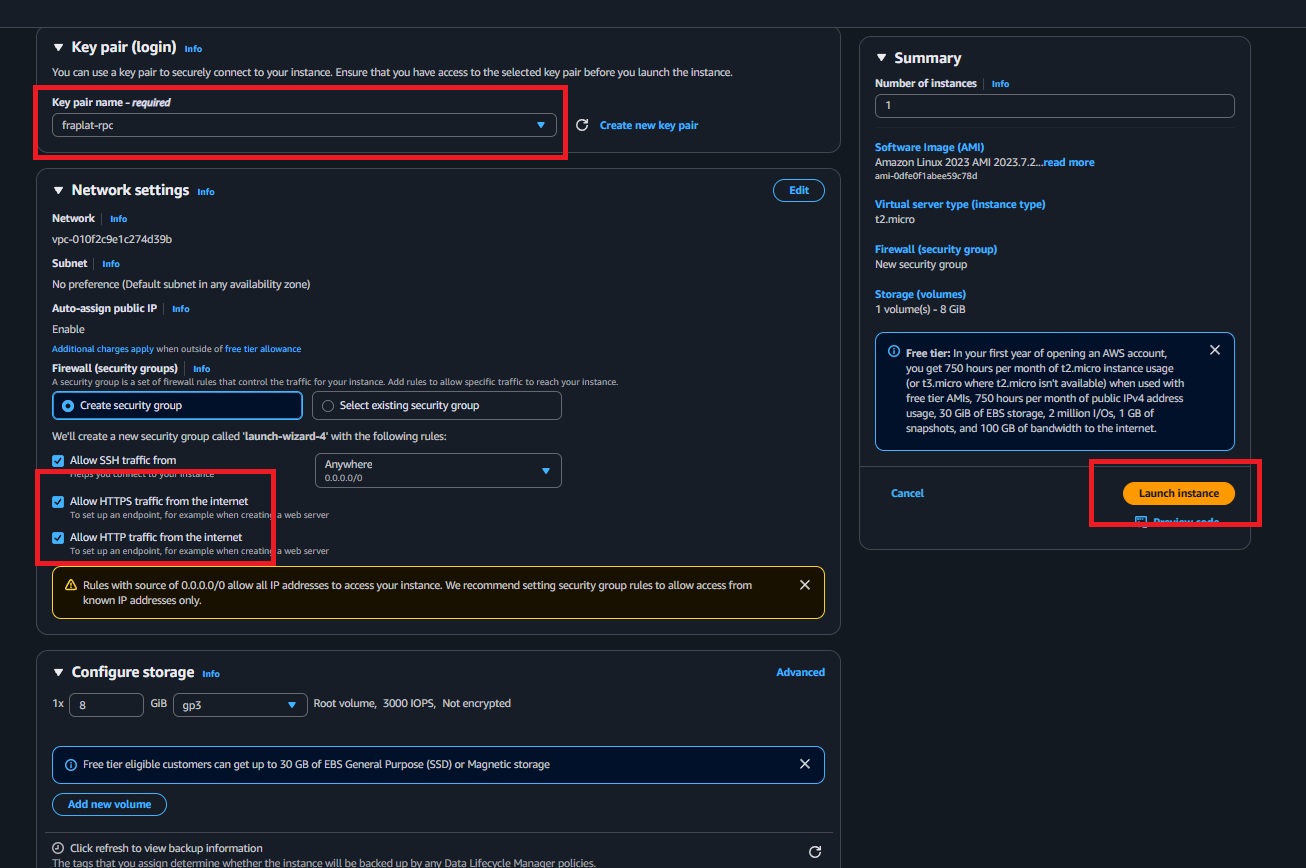 Key pair (login) Info
You can use a key pair to securely connect to your instance. Ensure that you have access to the selected key pair before you launch the instance.
Key pair name - required
fraplat-rpc
Create new key pair
Network settings Info
Edit
Network Info
vpc-010f2c9e1c274d39b
Subnet Info
No preference (Default subnet in any availability zone)
Auto-assign public IP Info
Enable
Additional charges apply when outside of free tier allowance
Firewall (security groups) Info
A security group is a set of firewall rules that control the traffic for your instance. Add rules to allow specific traffic to reach your instance.
Create security group
Select existing security group
We'll create a new security group called 'launch-wizard-4' with the following rules:
Allow SSH traffic from
Helps you connect to your instance
Anywhere
0.0.0.0/0
Allow HTTPS traffic from the internet
To set up an endpoint, for example when creating a web server
Allow HTTP traffic from the internet
To set up an endpoint, for example when creating a web server
Rules with source of 0.0.0.0/0 allow all IP addresses to access your instance. We recommend setting security group rules to allow access from
known IP addresses only.
Configure storage Info
Advanced
1x 8 GiB gp3 Root volume, 3000 IOPS, Not encrypted
Free tier eligible customers can get up to 30 GB of EBS General Purpose (SSD) or Magnetic storage
Add new volume
Click refresh to view backup information
The tags that you assign determine whether the instance will be backed up by any Data Lifecycle Manager policies.
Summary
Number of instances Info
1
Software Image (AMI)
Amazon Linux 2023 AMI 2023.7.2...read more
ami-0dfe0f1abee59c78d
Virtual server type (instance type)
t2.micro
Firewall (security group)
New security group
Storage (volumes)
1 volume(s) - 8 GiB
Free tier: In your first year of opening an AWS account,
you get 750 hours per month of t2.micro instance usage
(or t3.micro where t2.micro isn't available) when used with
free tier AMIs, 750 hours per month of public IPv4 address
usage, 30 GiB of EBS storage, 2 million I/Os, 1 GB of
snapshots, and 100 GB of bandwidth to the internet.
Cancel
Launch instance
Preview code